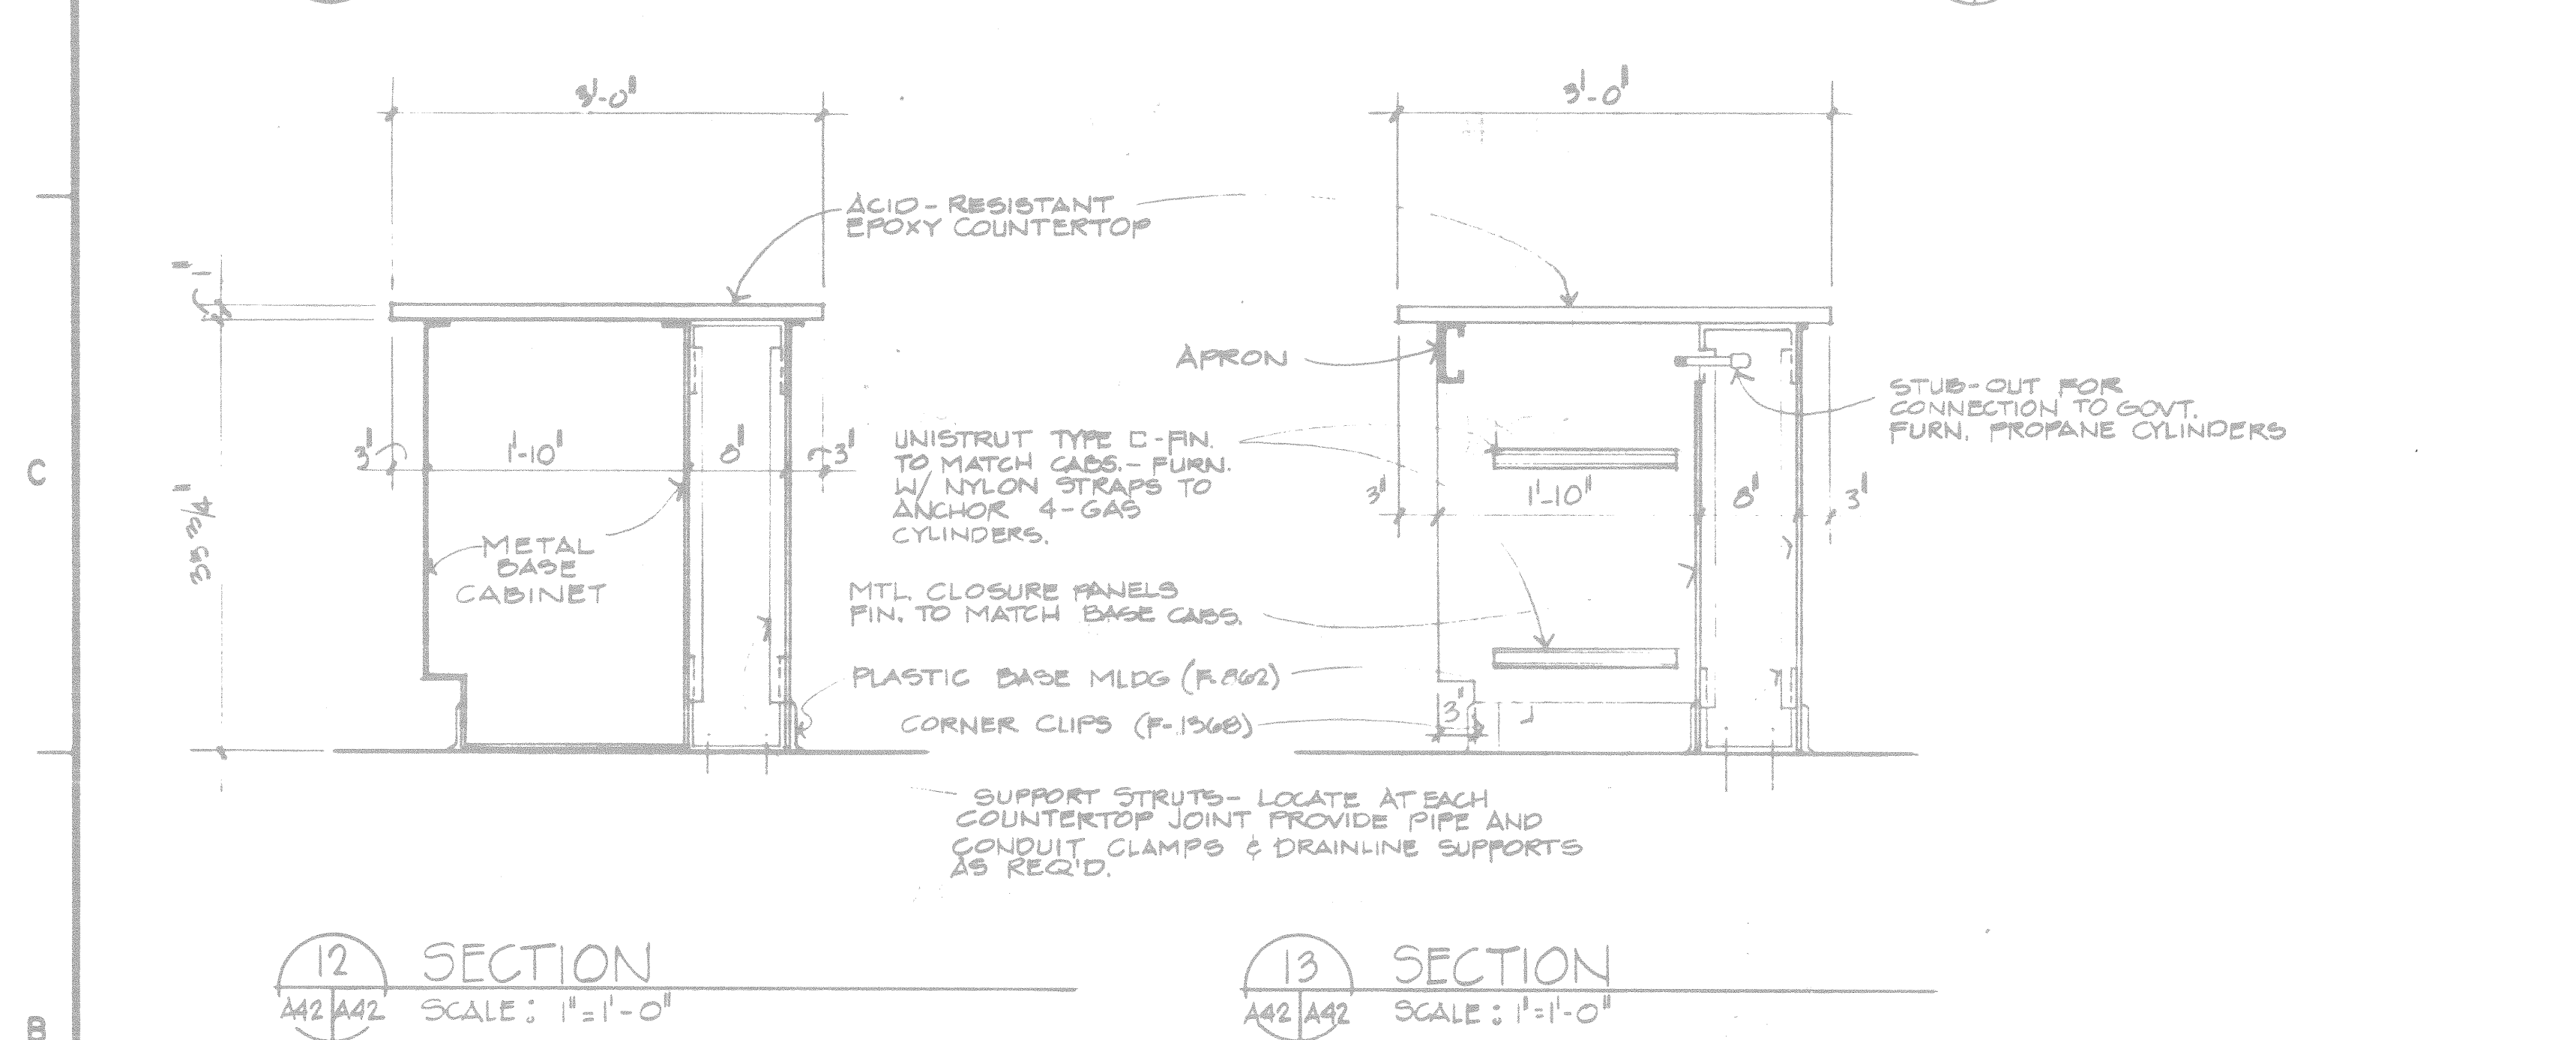 3'-0"
3'-0"
ACID-RESISTANT
EPOXY COUNTERTOP
1"
APRON
STUB-OUT FOR
CONNECTION TO GOVT.
FURN. PROPANE CYLINDERS
3"
1'-10"
8"
3"
UNISTRUT TYPE C-FIN.
TO MATCH CABS.-FURN.
W/ NYLON STRAPS TO
ANCHOR 4-GAS
CYLINDERS.
3"
1'-10"
8"
3"
C
35 3/4"
METAL
BASE
CABINET
MTL. CLOSURE PANELS
FIN. TO MATCH BASE CABS.
PLASTIC BASE MLDG
CORNER CLIPS (F-1368)
3"
SUPPORT STRUTS- LOCATE AT EACH
COUNTERTOP JOINT PROVIDE PIPE AND
CONDUIT CLAMPS & DRAINLINE SUPPORTS
AS REQ'D.
12
SECTION
A42 A42
SCALE: 1"=1'-0"
13
SECTION
A42 A42
SCALE: 1"=1'-0"
B